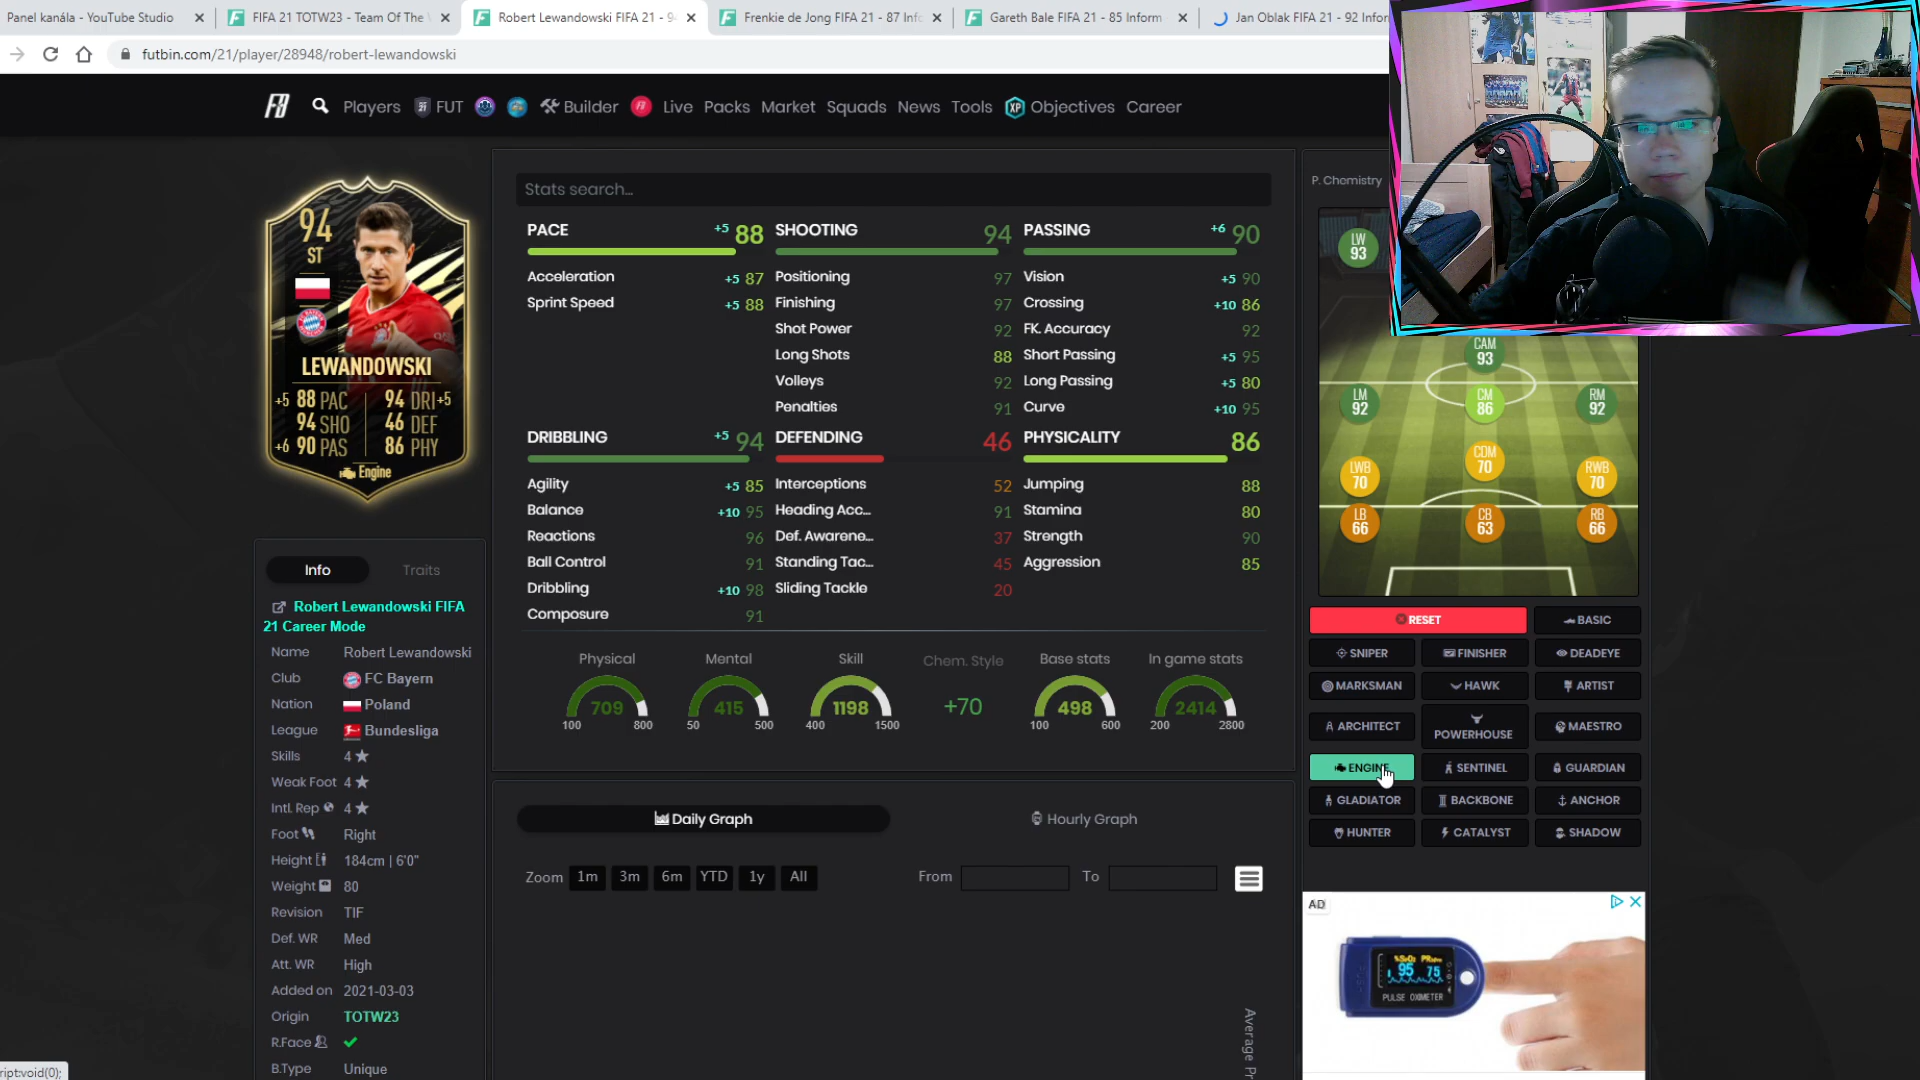 Panel kanála - YouTube Studio
FIFA 21 TOTW23 - Team Of The
Robert Lewandowski FIFA 21 - 9
Frenkie de Jong FIFA 21 - 87 Inf
Gareth Bale FIFA 21 - 85 Inform
Jan Oblak FIFA 21 - 92 Infor
futbin.com/21/player/28948/robert-lewandowski
FB Players FUT Builder Live Packs Market Squads News Tools XP Objectives Career
94
ST
LEWANDOWSKI
+5 88 PAC 94 DRI +5
94 SHO 46 DEF
+6 90 PAS 86 PHY
Engine
Info Traits
Robert Lewandowski FIFA
21 Career Mode
Name Robert Lewandowski
Club FC Bayern
Nation Poland
League Bundesliga
Skills 4
Weak Foot 4
Intl. Rep 4
Foot Right
Height 184cm | 6'0"
Weight 80
Revision TIF
Def. WR Med
Att. WR High
Added on 2021-03-03
Origin TOTW23
R.Face
B.Type Unique
ript:void(0);
Stats search...
PACE +5 88
Acceleration +5 87
Sprint Speed +5 88
SHOOTING 94
Positioning 97
Finishing 97
Shot Power 92
Long Shots 88
Volleys 92
Penalties 91
PASSING +6 90
Vision +5 90
Crossing +10 86
FK. Accuracy 92
Short Passing +5 95
Long Passing +5 80
Curve +10 95
DRIBBLING +5 94
Agility +5 85
Balance +10 95
Reactions 96
Ball Control 91
Dribbling +10 98
Composure 91
DEFENDING 46
Interceptions 52
Heading Acc... 91
Def. Awarene... 37
Standing Tac... 45
Sliding Tackle 20
PHYSICALITY 86
Jumping 88
Stamina 80
Strength 90
Aggression 85
Physical Mental Skill Chem. Style Base stats In game stats
709 415 1198 +70 498 2414
100 800 50 500 400 1500 100 600 200 2800
Daily Graph Hourly Graph
Zoom 1m 3m 6m YTD 1y All From To
Average Pr
P. Chemistry
LW
93
CAM
93
LM
92
CM
86
RM
92
LWB
70
CDM
70
RWB
70
LB
66
CB
63
RB
66
RESET BASIC
SNIPER FINISHER DEADEYE
MARKSMAN HAWK ARTIST
ARCHITECT POWERHOUSE MAESTRO
ENGINE SENTINEL GUARDIAN
GLADIATOR BACKBONE ANCHOR
HUNTER CATALYST SHADOW
AD
%SpO2 PRbpm
95 75
PULSE OXIMETER